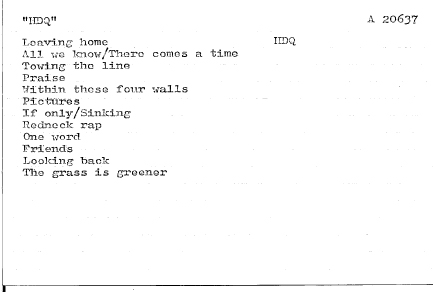 "HDQ" A 20637
Leaving home HDQ
All we know/There comes a time
Towing the line
Praise
Within these four walls
Pictures
If only/Sinking
Redneck rap
One word
Friends
Looking back
The grass is greener